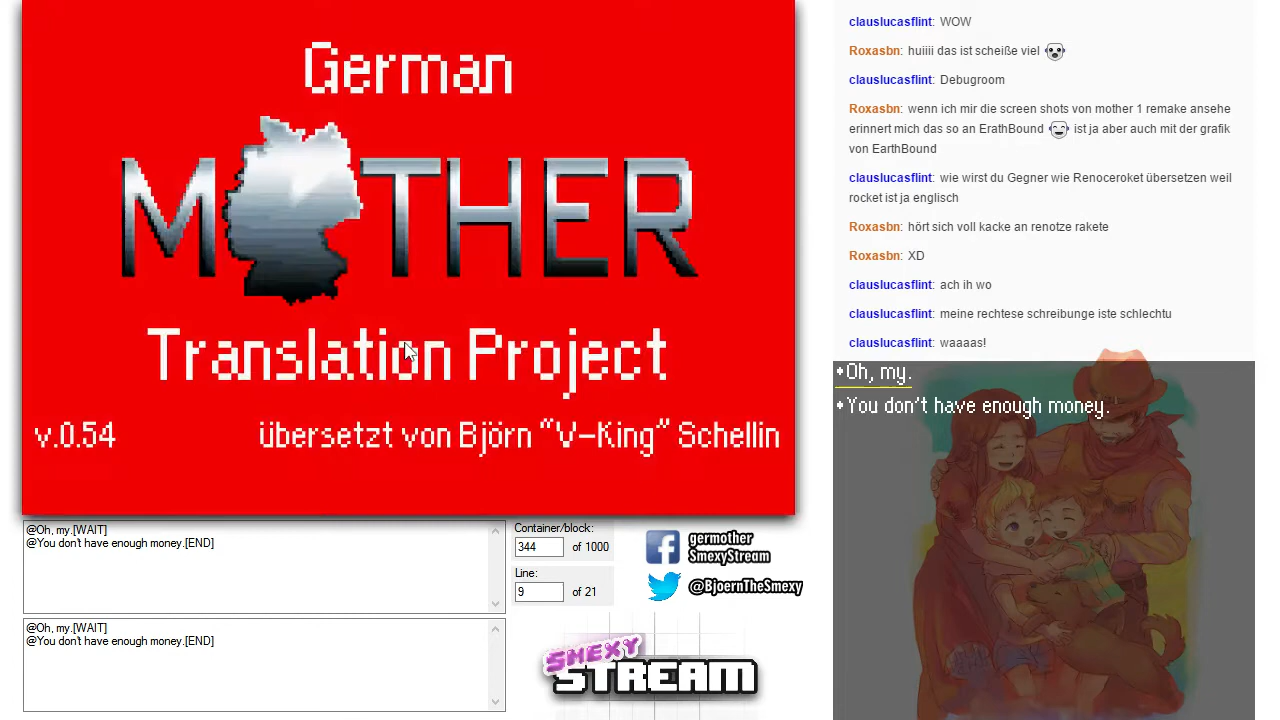 German
MOTHER
Translation Project
v.0.54
übersetzt von Björn "V-King" Schellin
@Oh, my.[WAIT]
@You don't have enough money.[END]
@Oh, my.[WAIT]
@You don't have enough money.[END]
Container/block:
344 of 1000
Line:
9 of 21
germother
SmexyStream
@BjoernTheSmexy
SMEXY
STREAM
clauslucasflint: WOW
Roxasbn: huiiii das ist scheiße viel
clauslucasflint: Debugroom
Roxasbn: wenn ich mir die screen shots von mother 1 remake ansehe
erinnert mich das so an ErathBound ist ja aber auch mit der grafik
von EarthBound
clauslucasflint: wie wirst du Gegner wie Renoceroket übersetzen weil
rocket ist ja englisch
Roxasbn: hört sich voll kacke an renotze rakete
Roxasbn: XD
clauslucasflint: ach ih wo
clauslucasflint: meine rechtese schreibunge iste schlechtu
clauslucasflint: waaaas!
•Oh, my.
•You don't have enough money.